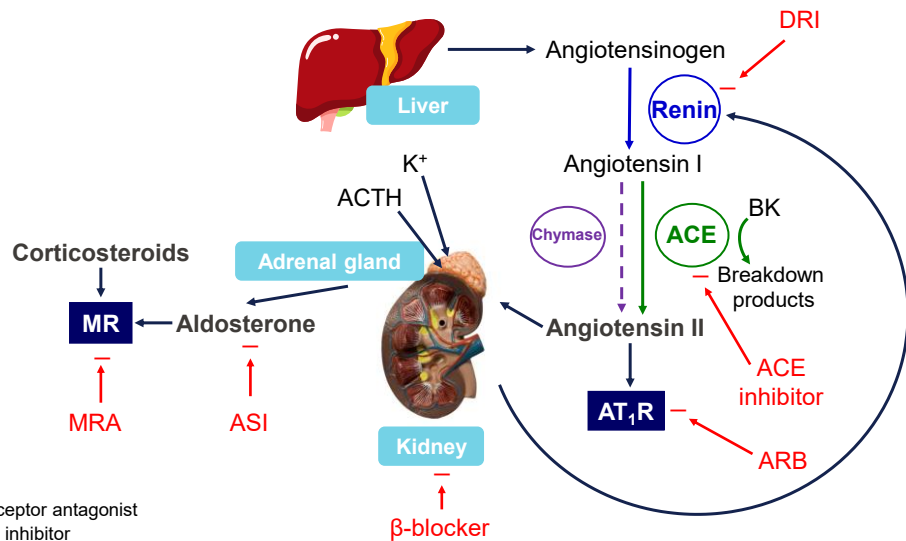 DRI
Angiotensinogen
Liver
Renin
K⁺
Angiotensin I
ACTH
BK
Chymase
ACE
Corticosteroids
Adrenal gland
Breakdown
products
MR
Aldosterone
Angiotensin II
ACE
inhibitor
MRA
ASI
AT₁R
Kidney
ARB
antagonist
inhibitor
β-blocker